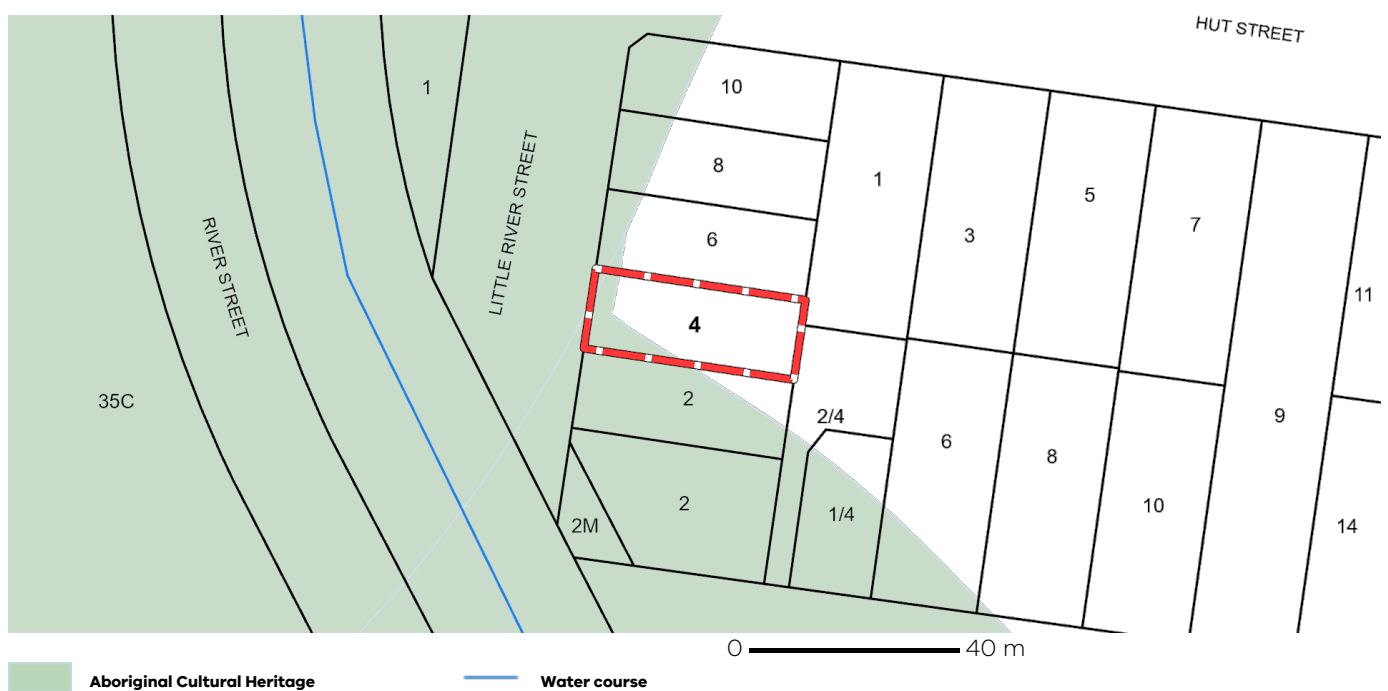 HUT STREET
10
1
8
1
5
6
3
7
LITTLE RIVER STREET
RIVER STREET
11
4
35C
2
2/4
9
6
8
2
10
1/4
2M
14
0 40 m
Aboriginal Cultural Heritage Water course